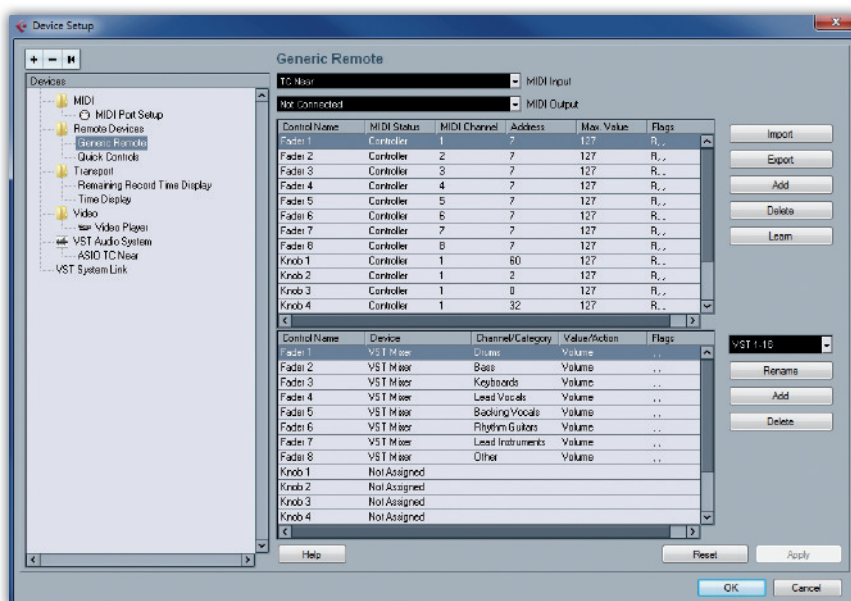 Device Setup
Generic Remote
Devices
MIDI
MIDI Port Setup
Remote Devices
Generic Remote
Quick Controls
Transport
Remaining Record Time Display
Time Display
Video
Video Player
VST Audio System
ASIO TC Near
VST System Link
TC Near MIDI Input
Not Connected MIDI Output
Control Name MIDI Status MIDI Channel Address Max. Value Flags
Fader 1 Controller 1 7 127 R, ,
Fader 2 Controller 2 7 127 R, ,
Fader 3 Controller 3 7 127 R, ,
Fader 4 Controller 4 7 127 R, ,
Fader 5 Controller 5 7 127 R, ,
Fader 6 Controller 6 7 127 R, ,
Fader 7 Controller 7 7 127 R, ,
Fader 8 Controller 8 7 127 R, ,
Knob 1 Controller 1 60 127 R, ,
Knob 2 Controller 1 2 127 R, ,
Knob 3 Controller 1 0 127 R, ,
Knob 4 Controller 1 32 127 R, ,
Import
Export
Add
Delete
Learn
Control Name Device Channel/Category Value/Action Flags
Fader 1 VST Mixer Drums Volume , ,
Fader 2 VST Mixer Bass Volume , ,
Fader 3 VST Mixer Keyboards Volume , ,
Fader 4 VST Mixer Lead Vocals Volume , ,
Fader 5 VST Mixer Backing Vocals Volume , ,
Fader 6 VST Mixer Rhythm Guitars Volume , ,
Fader 7 VST Mixer Lead Instruments Volume , ,
Fader 8 VST Mixer Other Volume , ,
Knob 1 Not Assigned
Knob 2 Not Assigned
Knob 3 Not Assigned
Knob 4 Not Assigned
VST 1-16
Rename
Add
Delete
Help
Reset
Apply
OK
Cancel